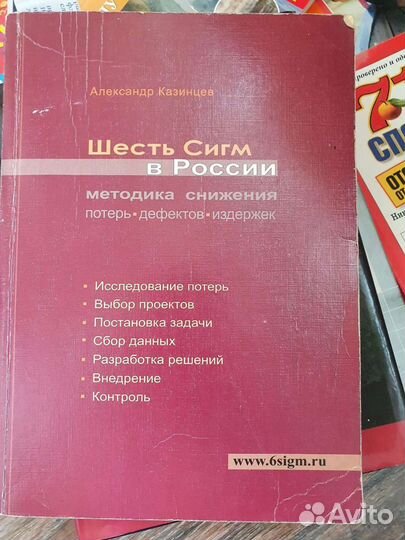 Александр Казинцев
Шесть Сигм
в России
методика снижения
потерь▪дефектов▪издержек
▪ Исследование потерь
▪ Выбор проектов
▪ Постановка задачи
▪ Сбор данных
▪ Разработка решений
▪ Внедрение
▪ Контроль
www.6sigm.ru
Avito